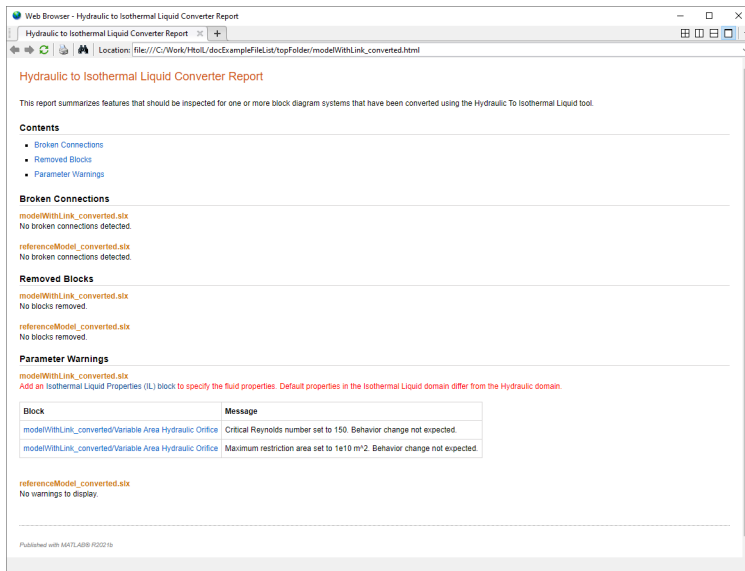 Web Browser - Hydraulic to Isothermal Liquid Converter Report
Hydraulic to Isothermal Liquid Converter Report
Location: file:///C:/Work/HtoIL/docExampleFileList/topFolder/modelWithLink_converted.html
Hydraulic to Isothermal Liquid Converter Report
This report summarizes features that should be inspected for one or more block diagram systems that have been converted using the Hydraulic To Isothermal Liquid tool.
Contents
Broken Connections
Removed Blocks
Parameter Warnings
Broken Connections
modelWithLink_converted.slx
No broken connections detected.
referenceModel_converted.slx
No broken connections detected.
Removed Blocks
modelWithLink_converted.slx
No blocks removed.
referenceModel_converted.slx
No blocks removed.
Parameter Warnings
modelWithLink_converted.slx
Add an Isothermal Liquid Properties (IL) block to specify the fluid properties. Default properties in the Isothermal Liquid domain differ from the Hydraulic domain.
Block Message
modelWithLink_converted/Variable Area Hydraulic Orifice Critical Reynolds number set to 150. Behavior change not expected.
modelWithLink_converted/Variable Area Hydraulic Orifice Maximum restriction area set to 1e10 m^2. Behavior change not expected.
referenceModel_converted.slx
No warnings to display.
Published with MATLAB® R2021b